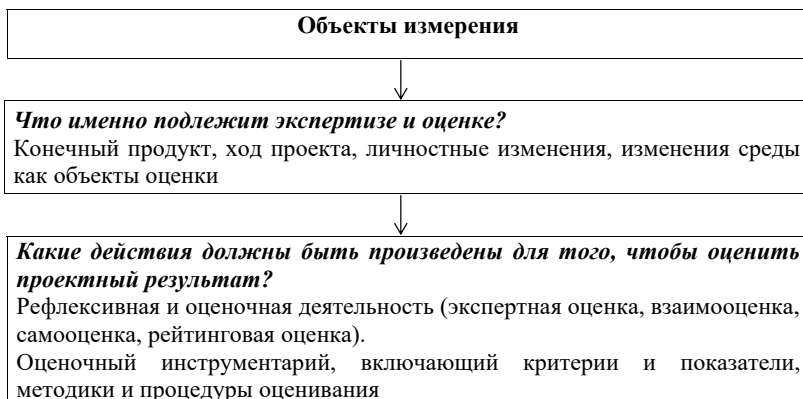 Объекты измерения
Что именно подлежит экспертизе и оценке?
Конечный продукт, ход проекта, личностные изменения, изменения среды
как объекты оценки
Какие действия должны быть произведены для того, чтобы оценить
проектный результат?
Рефлексивная и оценочная деятельность (экспертная оценка, взаимооценка,
самооценка, рейтинговая оценка).
Оценочный инструментарий, включающий критерии и показатели,
методики и процедуры оценивания